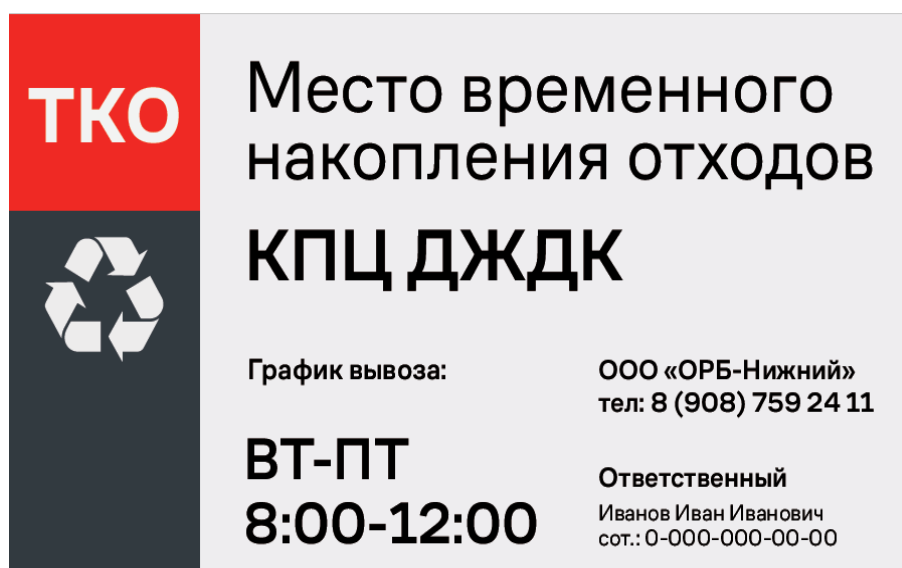 ТКО
Место временного
накопления отходов
КПЦ ДЖДК
График вывоза:
ВТ-ПТ
8:00-12:00
ООО «ОРБ-Нижний»
тел: 8 (908) 759 24 11
Ответственный
Иванов Иван Иванович
сот.: 0-000-000-00-00